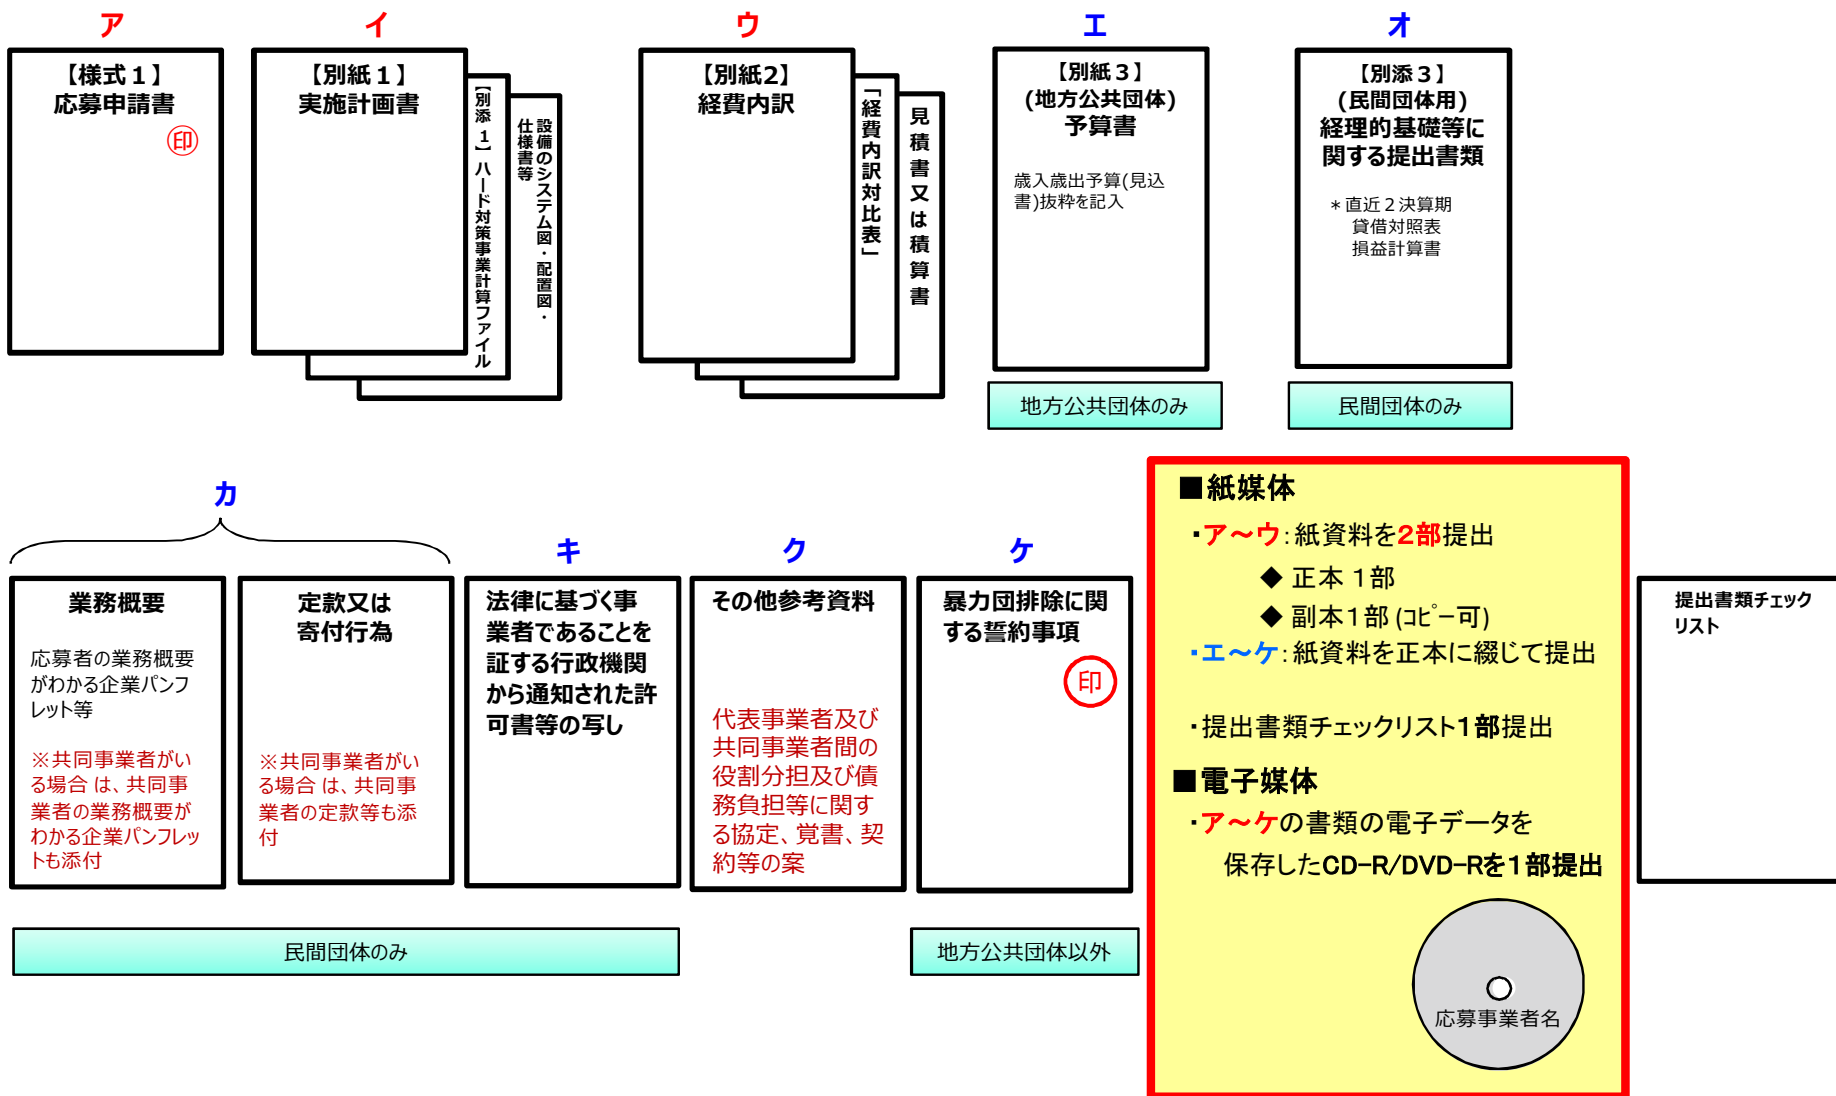 ア
【様式１】
応募申請書
印
イ
【別紙１】
実施計画書
【別添１】ハード対策事業計算ファイル
設備のシステム図・配置図・
仕様書等
ウ
【別紙2】
経費内訳
「経費内訳対比表」
見積書又は積算書
エ
【別紙３】
(地方公共団体)
予算書
歳入歳出予算(見込
書)抜粋を記入
地方公共団体のみ
オ
【別添３】
(民間団体用)
経理的基礎等に
関する提出書類
＊直近２決算期
貸借対照表
損益計算書
民間団体のみ
カ
業務概要
応募者の業務概要
がわかる企業パンフ
レット等
※共同事業者がい
る場合 は、共同事
業者の業務概要が
わかる企業パンフレッ
トも添付
定款又は
寄付行為
※共同事業者がい
る場合 は、共同事
業者の定款等も添
付
キ
法律に基づく事
業者であることを
証する行政機関
から通知された許
可書等の写し
民間団体のみ
ク
その他参考資料
代表事業者及び
共同事業者間の
役割分担及び債
務負担等に関す
る協定、覚書、契
約等の案
ケ
暴力団排除に関
する誓約事項
印
地方公共団体以外
■紙媒体
・ア～ウ：紙資料を2部提出
◆ 正本１部
◆ 副本１部 (ｺﾋﾟｰ可)
・エ～ケ：紙資料を正本に綴じて提出
・提出書類チェックリスト1部提出
■電子媒体
・ア～ケの書類の電子データを
保存したCD-R/DVD-Rを１部提出
応募事業者名
提出書類チェック
リスト